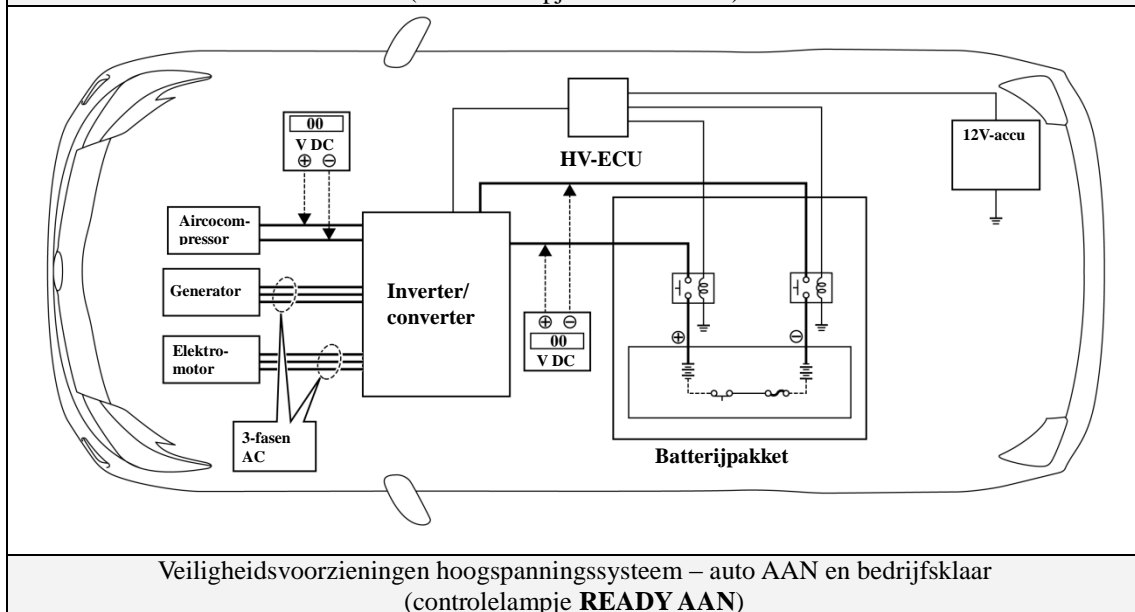 00
V DC
⊕ ⊖
12V-accu
HV-ECU
Aircocom-
pressor
Generator
Inverter/
converter
Elektro-
motor
⊕ ⊖
00
V DC
⊕
⊖
3-fasen
AC
Batterijpakket
Veiligheidsvoorzieningen hoogspanningssysteem – auto AAN en bedrijfsklaar
(controlelampje READY AAN)